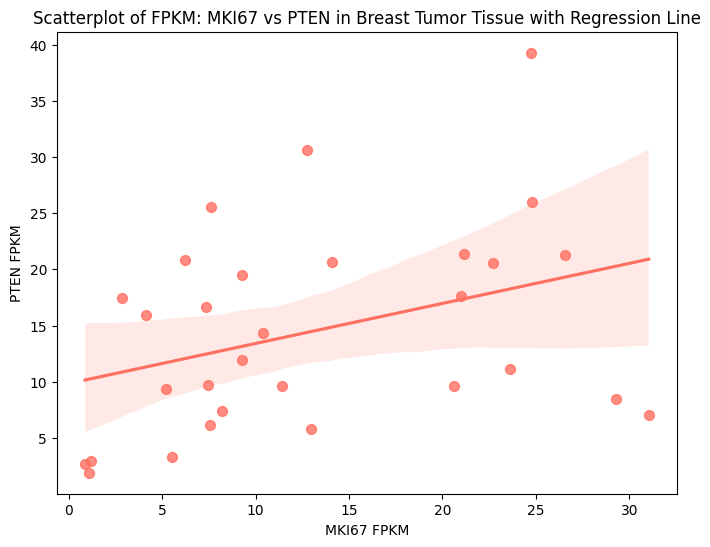 Scatterplot of FPKM: MKI67 vs PTEN in Breast Tumor Tissue with Regression Line
40
35
30
25
20
15
10
5
PTEN FPKM
0 5 10 15 20 25 30
MKI67 FPKM